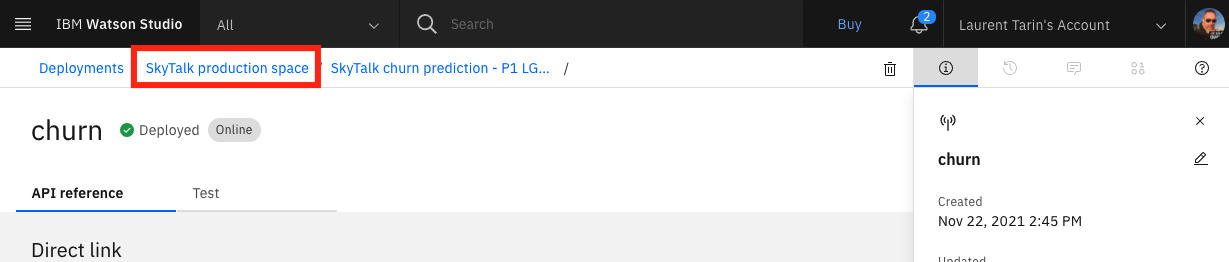 IBM Watson Studio All Search Buy 2 Laurent Tarin's Account
Deployments SkyTalk production space / SkyTalk churn prediction - P1 LG... /
churn Deployed Online
churn
API reference Test
Created
Nov 22, 2021 2:45 PM
Direct link
Updated